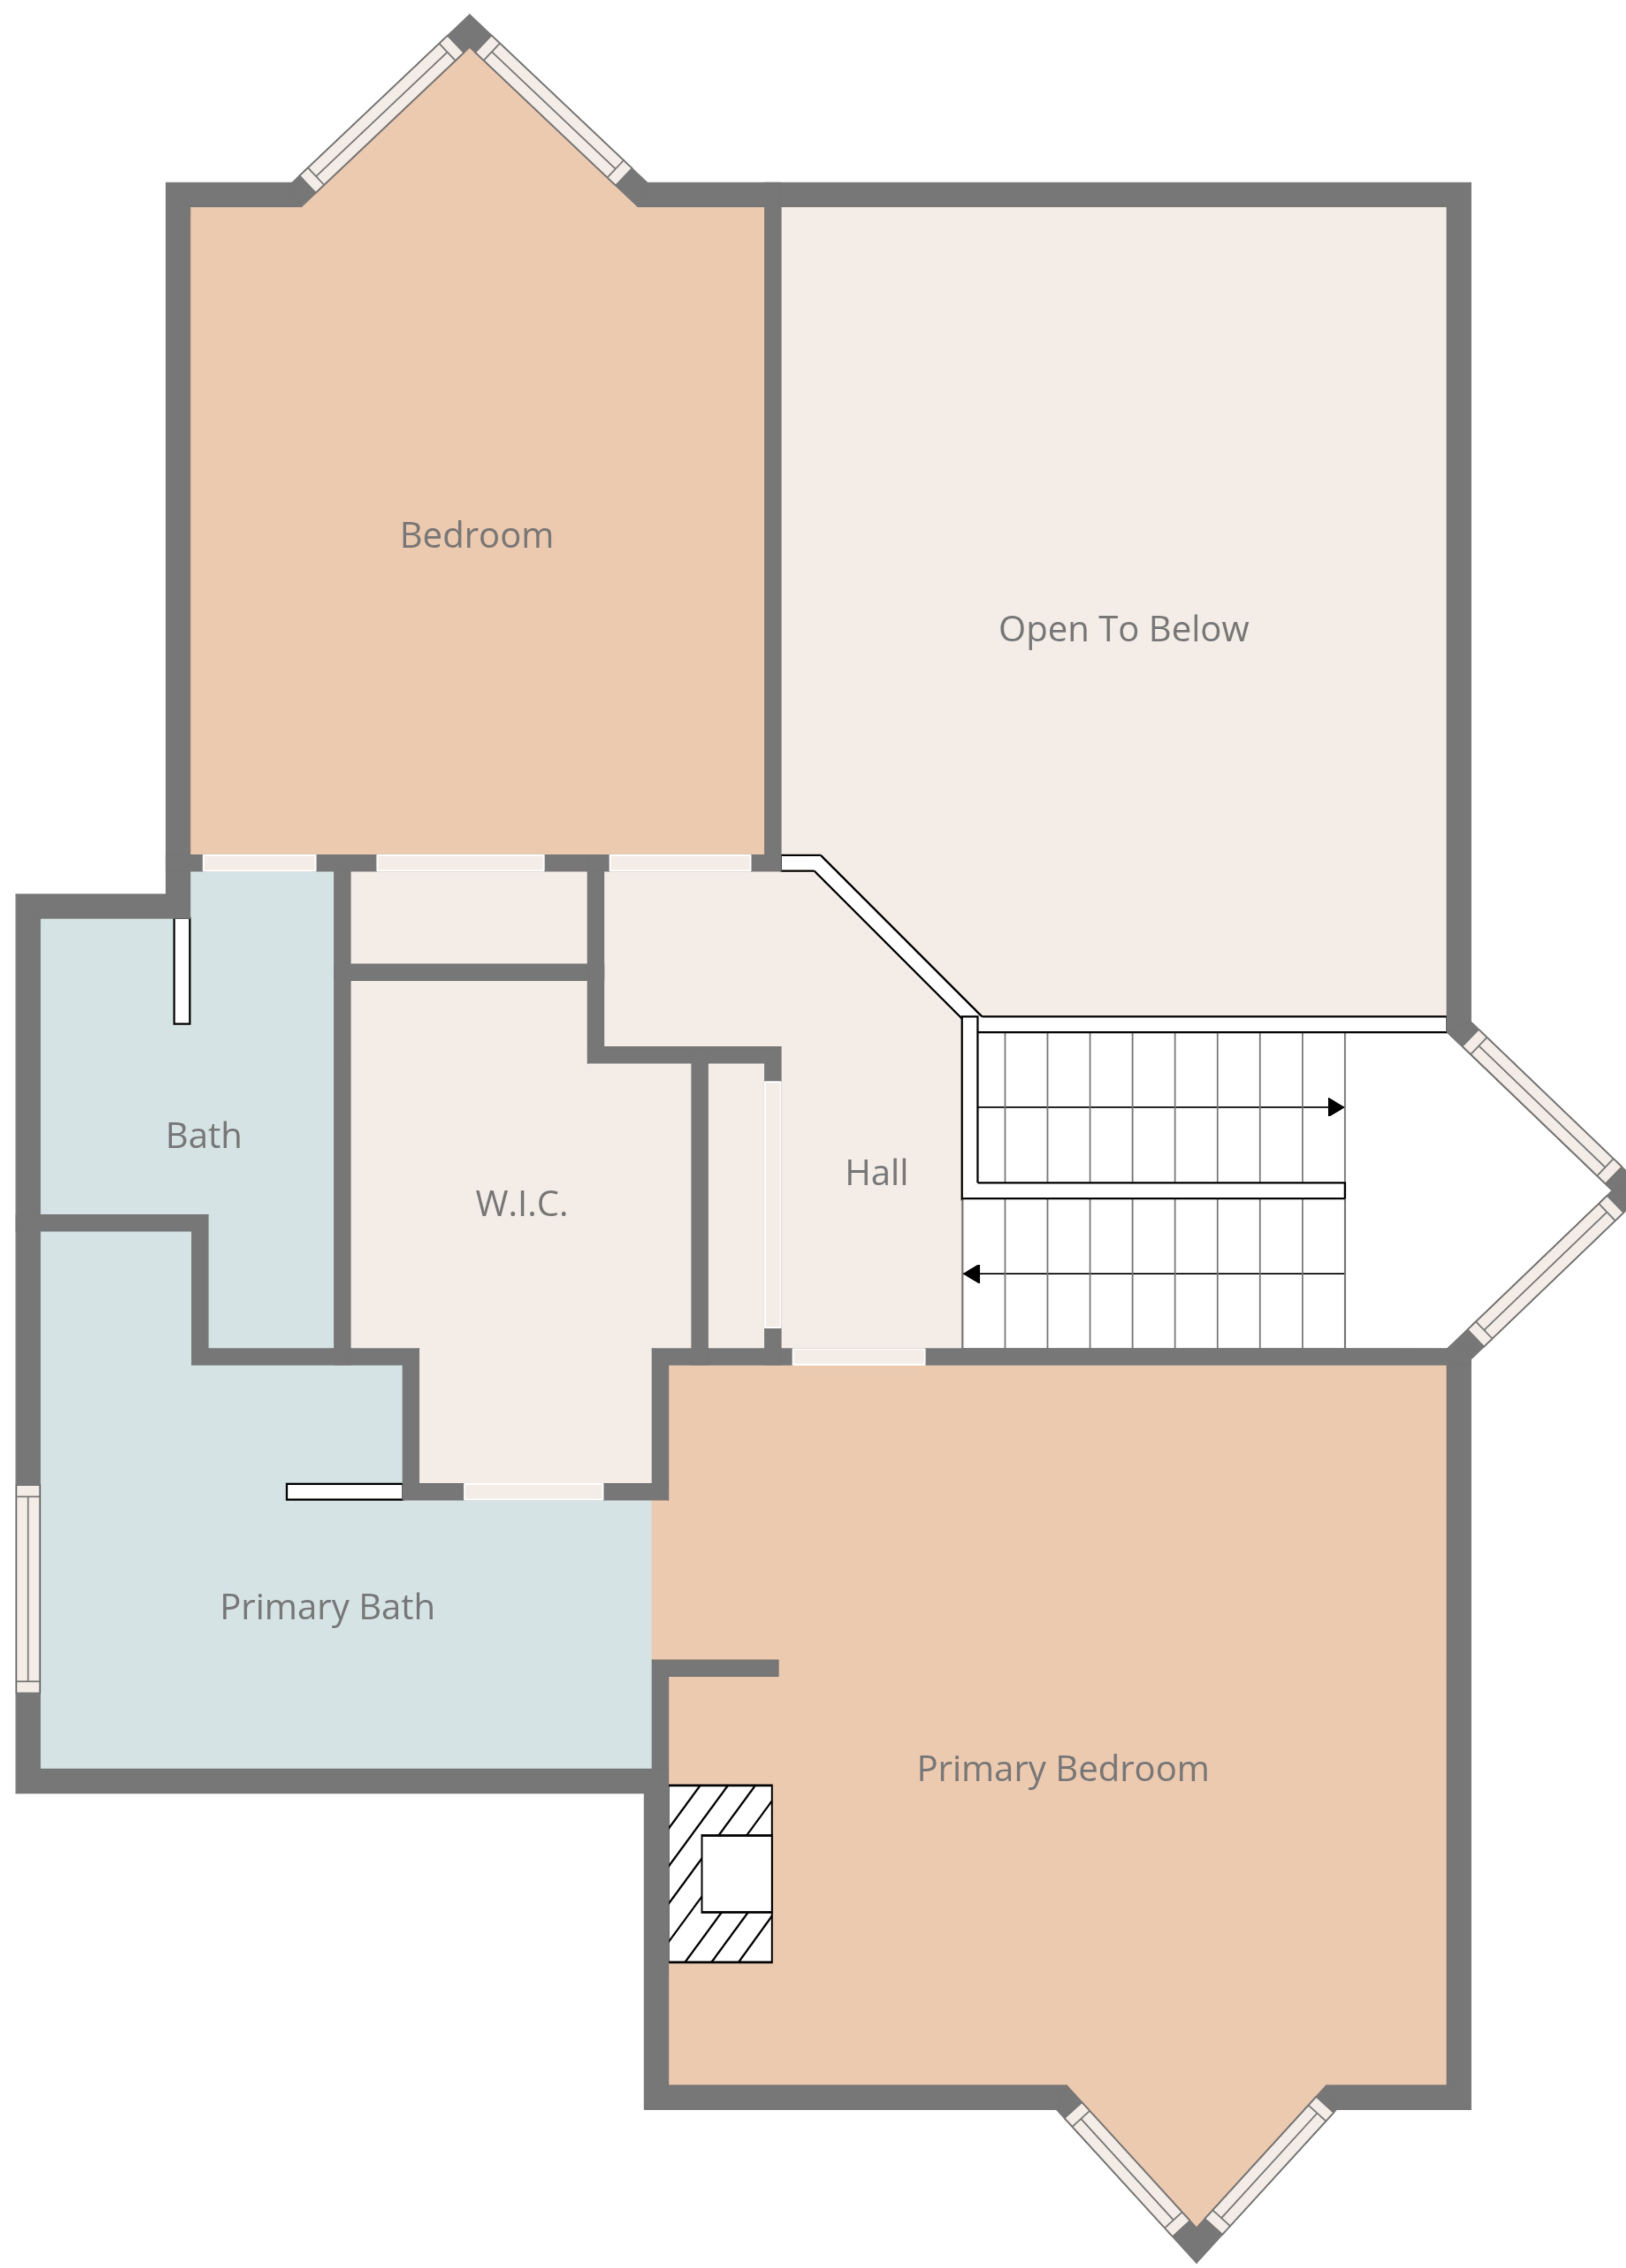 Bedroom
Open To Below
Bath
Hall
W.I.C.
Primary Bath
Primary Bedroom